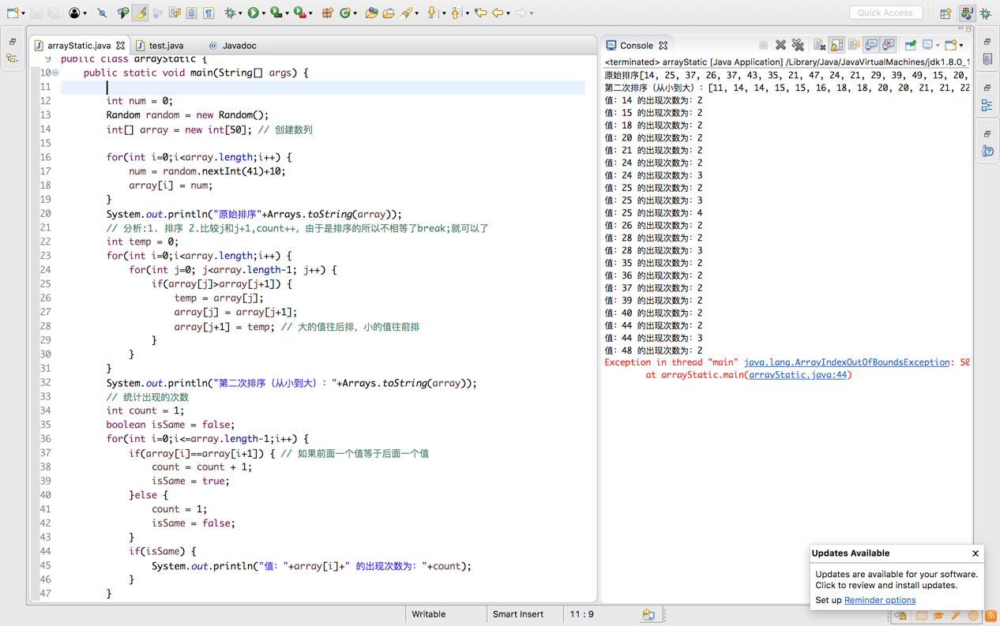 Quick Access
arrayStatic.java
test.java
@ Javadoc
9 public class arrayStatic {
10 public static void main(String[] args) {
11
12 int num = 0;
13 Random random = new Random();
14 int[] array = new int[50]; // 创建数列
15
16 for(int i=0;i<array.length;i++) {
17 num = random.nextInt(41)+10;
18 array[i] = num;
19 }
20 System.out.println("原始排序"+Arrays.toString(array));
21 // 分析:1. 排序 2.比较j和j+1,count++, 由于是排序的所以不相等了break;就可以了
22 int temp = 0;
23 for(int i=0;i<array.length;i++) {
24 for(int j=0; j<array.length-1; j++) {
25 if(array[j]>array[j+1]) {
26 temp = array[j];
27 array[j] = array[j+1];
28 array[j+1] = temp; // 大的值往后排, 小的值往前排
29 }
30 }
31 }
32 System.out.println("第二次排序（从小到大）: "+Arrays.toString(array));
33 // 统计出现的次数
34 int count = 1;
35 boolean isSame = false;
36 for(int i=0;i<=array.length-1;i++) {
37 if(array[i]==array[i+1]) { // 如果前面一个值等于后面一个值
38 count = count + 1;
39 isSame = true;
40 }else {
41 count = 1;
42 isSame = false;
43 }
44 if(isSame) {
45 System.out.println("值: "+array[i]+" 的出现次数为: "+count);
46 }
47 }
Console
<terminated> arrayStatic [Java Application] /Library/Java/JavaVirtualMachines/jdk1.8.0_1
原始排序[14, 25, 37, 26, 37, 43, 35, 21, 47, 24, 21, 29, 39, 49, 15, 20,
第二次排序（从小到大）: [11, 14, 14, 15, 15, 16, 18, 18, 20, 20, 21, 21, 22
值: 14 的出现次数为: 2
值: 15 的出现次数为: 2
值: 18 的出现次数为: 2
值: 20 的出现次数为: 2
值: 21 的出现次数为: 2
值: 24 的出现次数为: 2
值: 24 的出现次数为: 3
值: 25 的出现次数为: 2
值: 25 的出现次数为: 3
值: 25 的出现次数为: 4
值: 26 的出现次数为: 2
值: 28 的出现次数为: 2
值: 28 的出现次数为: 3
值: 35 的出现次数为: 2
值: 36 的出现次数为: 2
值: 37 的出现次数为: 2
值: 39 的出现次数为: 2
值: 40 的出现次数为: 2
值: 44 的出现次数为: 2
值: 44 的出现次数为: 3
值: 48 的出现次数为: 2
Exception in thread "main" java.lang.ArrayIndexOutOfBoundsException: 50
at arrayStatic.main(arrayStatic.java:44)
Updates Available
Updates are available for your software.
Click to review and install updates.
Set up Reminder options
Writable
Smart Insert
11 : 9